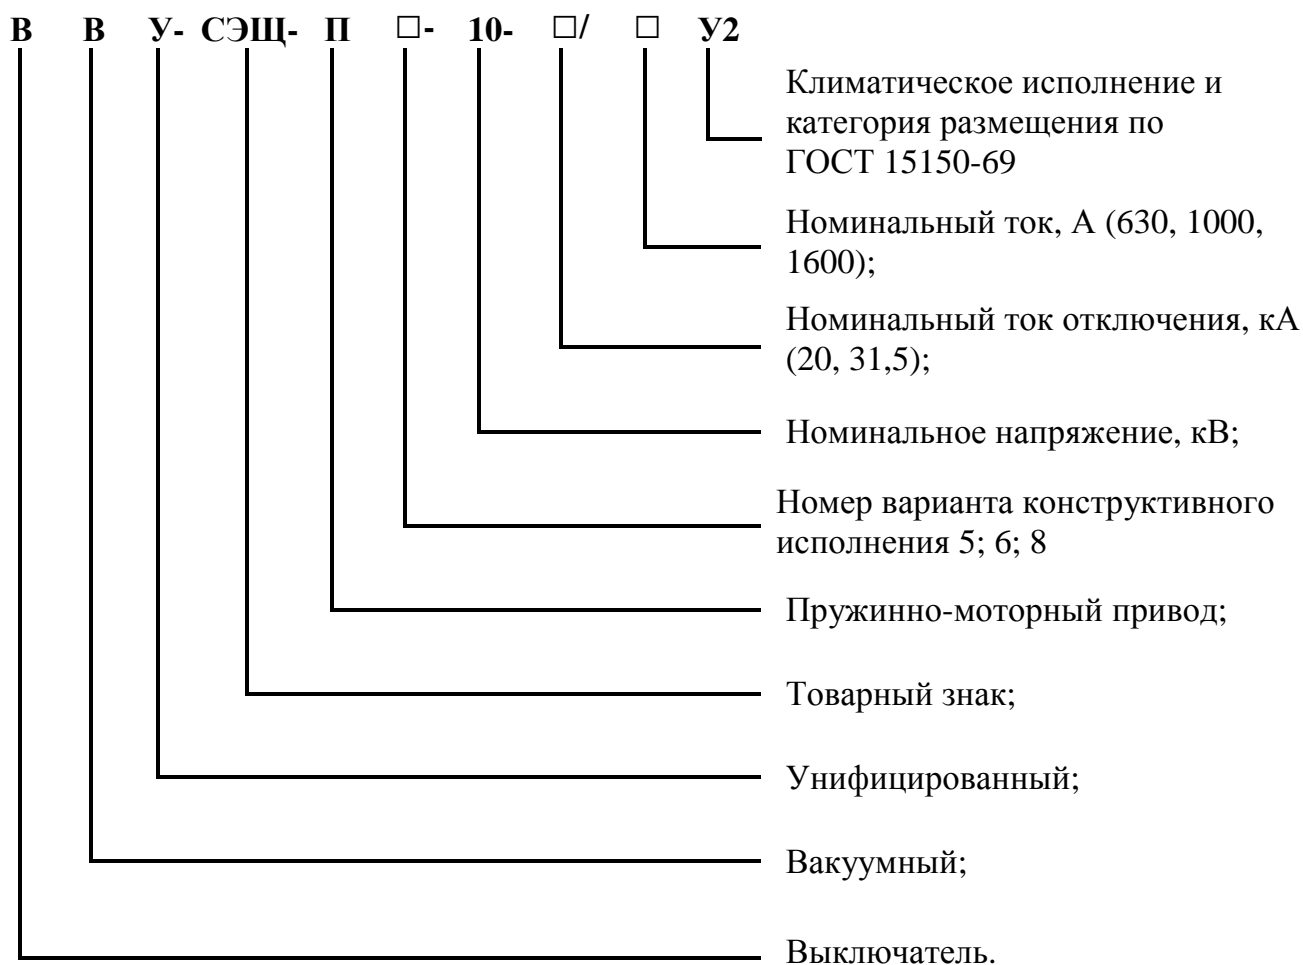 В В У- СЭЩ- П □- 10- □/ □ У2
Климатическое исполнение и
категория размещения по
ГОСТ 15150-69
Номинальный ток, А (630, 1000,
1600);
Номинальный ток отключения, кА
(20, 31,5);
Номинальное напряжение, кВ;
Номер варианта конструктивного
исполнения 5; 6; 8
Пружинно-моторный привод;
Товарный знак;
Унифицированный;
Вакуумный;
Выключатель.